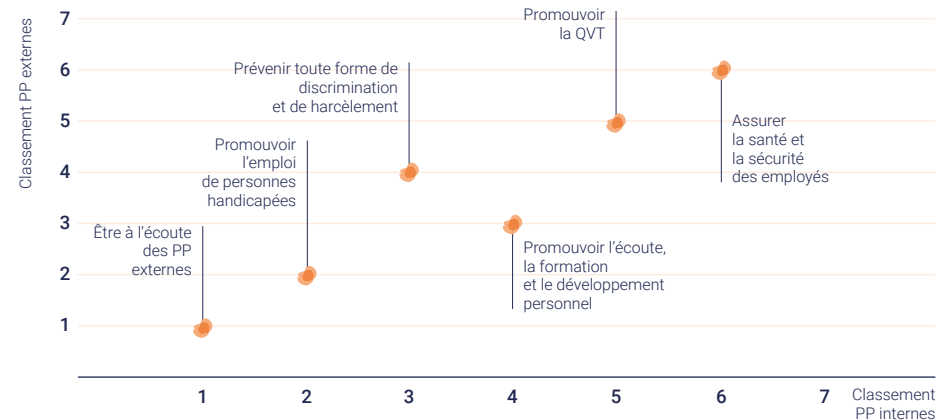 Classement PP externes
7
6
5
4
3
2
1
Promouvoir
la QVT
Prévenir toute forme de
discrimination
et de harcèlement
Assurer
la santé et
la sécurité
des employés
Promouvoir
l’emploi
de personnes
handicapées
Être à l’écoute
des PP
externes
Promouvoir l’écoute,
la formation
et le développement
personnel
1 2 3 4 5 6 7
Classement
PP internes